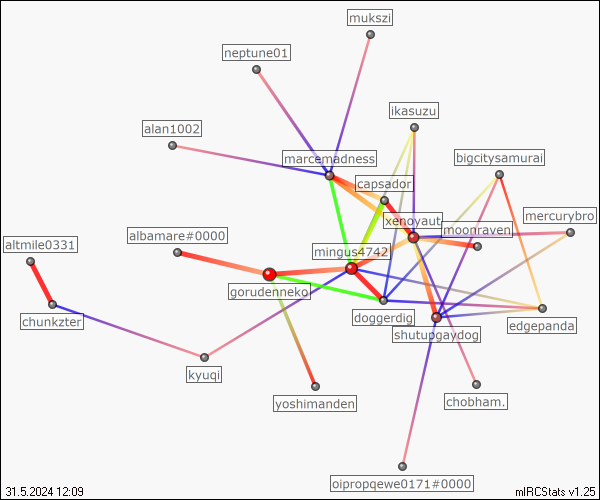 mukszi
neptune01
ikasuzu
alan1002
marcemadness
bigcitysamurai
capsador
mercurybro
xenoyaut
moonraven
albamare#0000
altmile0331
mingus4742
gorudenneko
doggerdig
chunkzter
edgepanda
shutupgaydog
kyuqi
yoshimanden
chobham.
oipropqewe0171#0000
31.5.2024 12:09
mIRCStats v1.25